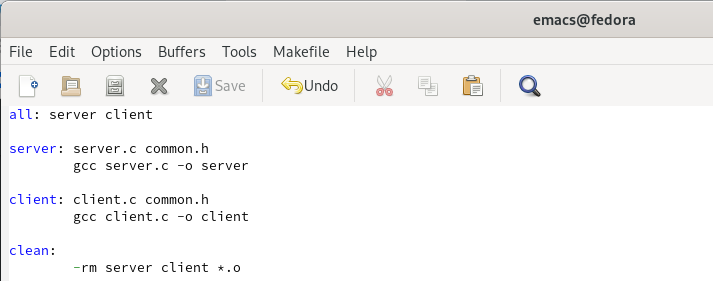 emacs@fedora
File Edit Options Buffers Tools Makefile Help
Save Undo
all: server client
server: server.c common.h
gcc server.c -o server
client: client.c common.h
gcc client.c -o client
clean:
-rm server client *.o